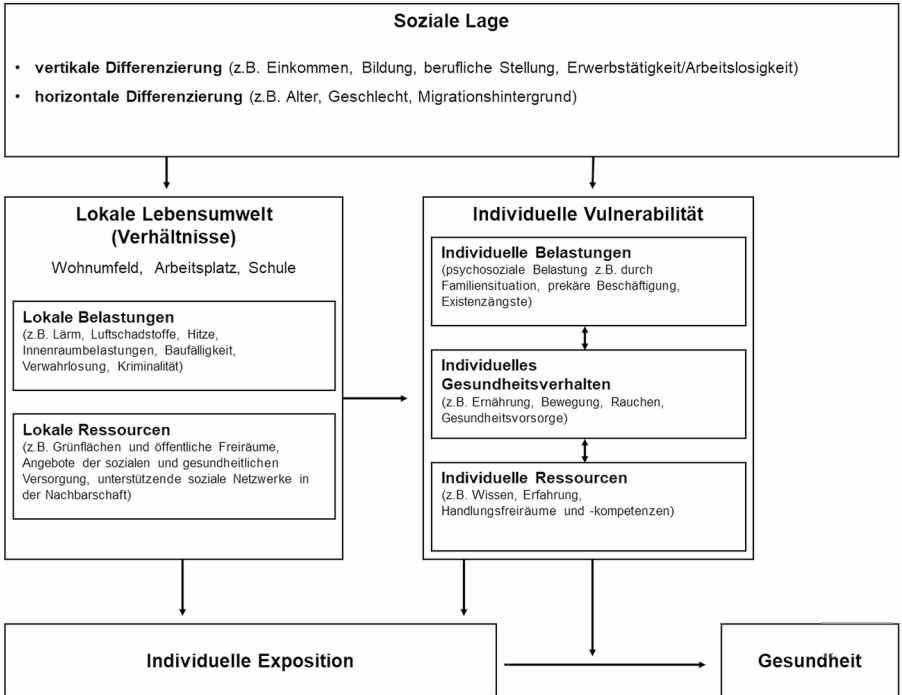 Soziale Lage
• vertikale Differenzierung (z.B. Einkommen, Bildung, berufliche Stellung, Erwerbstätigkeit/Arbeitslosigkeit)
• horizontale Differenzierung (z.B. Alter, Geschlecht, Migrationshintergrund)
Lokale Lebensumwelt
(Verhältnisse)
Wohnumfeld, Arbeitsplatz, Schule
Lokale Belastungen
(z.B. Lärm, Luftschadstoffe, Hitze,
Innenraumbelastungen, Baufälligkeit,
Verwahrlosung, Kriminalität)
Lokale Ressourcen
(z.B. Grünflächen und öffentliche Freiräume,
Angebote der sozialen und gesundheitlichen
Versorgung, unterstützende soziale Netzwerke in
der Nachbarschaft)
Individuelle Vulnerabilität
Individuelle Belastungen
(psychosoziale Belastung z.B. durch
Familiensituation, prekäre Beschäftigung,
Existenzängste)
Individuelles
Gesundheitsverhalten
(z.B. Ernährung, Bewegung, Rauchen,
Gesundheitsvorsorge)
Individuelle Ressourcen
(z.B. Wissen, Erfahrung,
Handlungsfreiräume und -kompetenzen)
Individuelle Exposition
Gesundheit